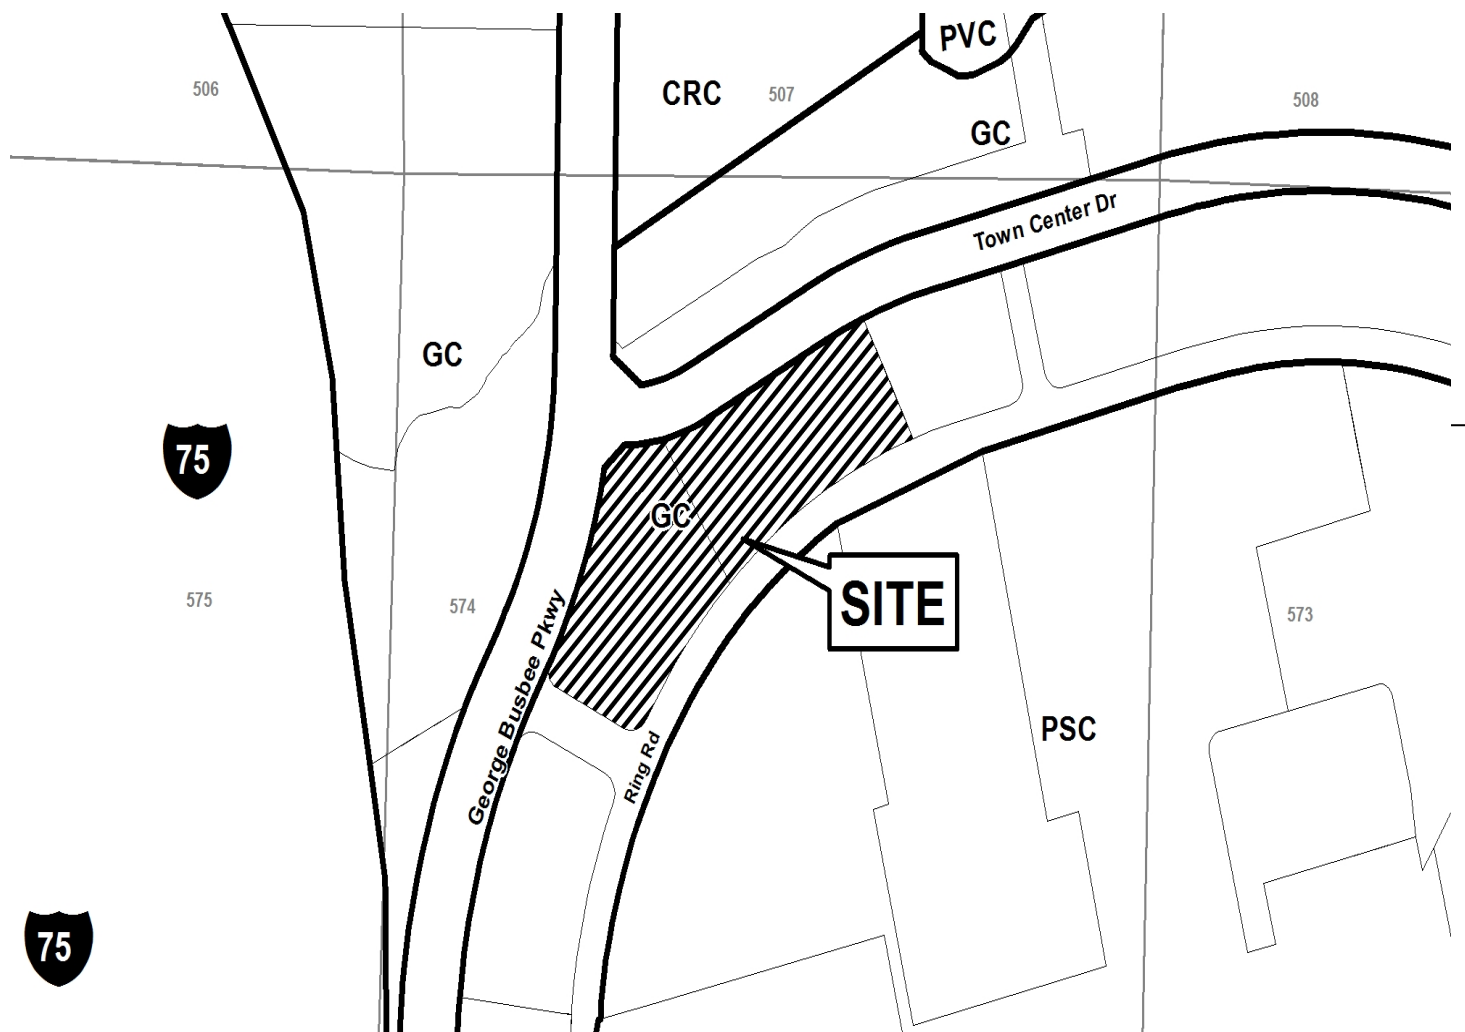 PVC
506
CRC
507
508
GC
Town Center Dr
GC
75
GC
SITE
575
574
573
George Busbee Pkwy
PSC
Ring Rd
75